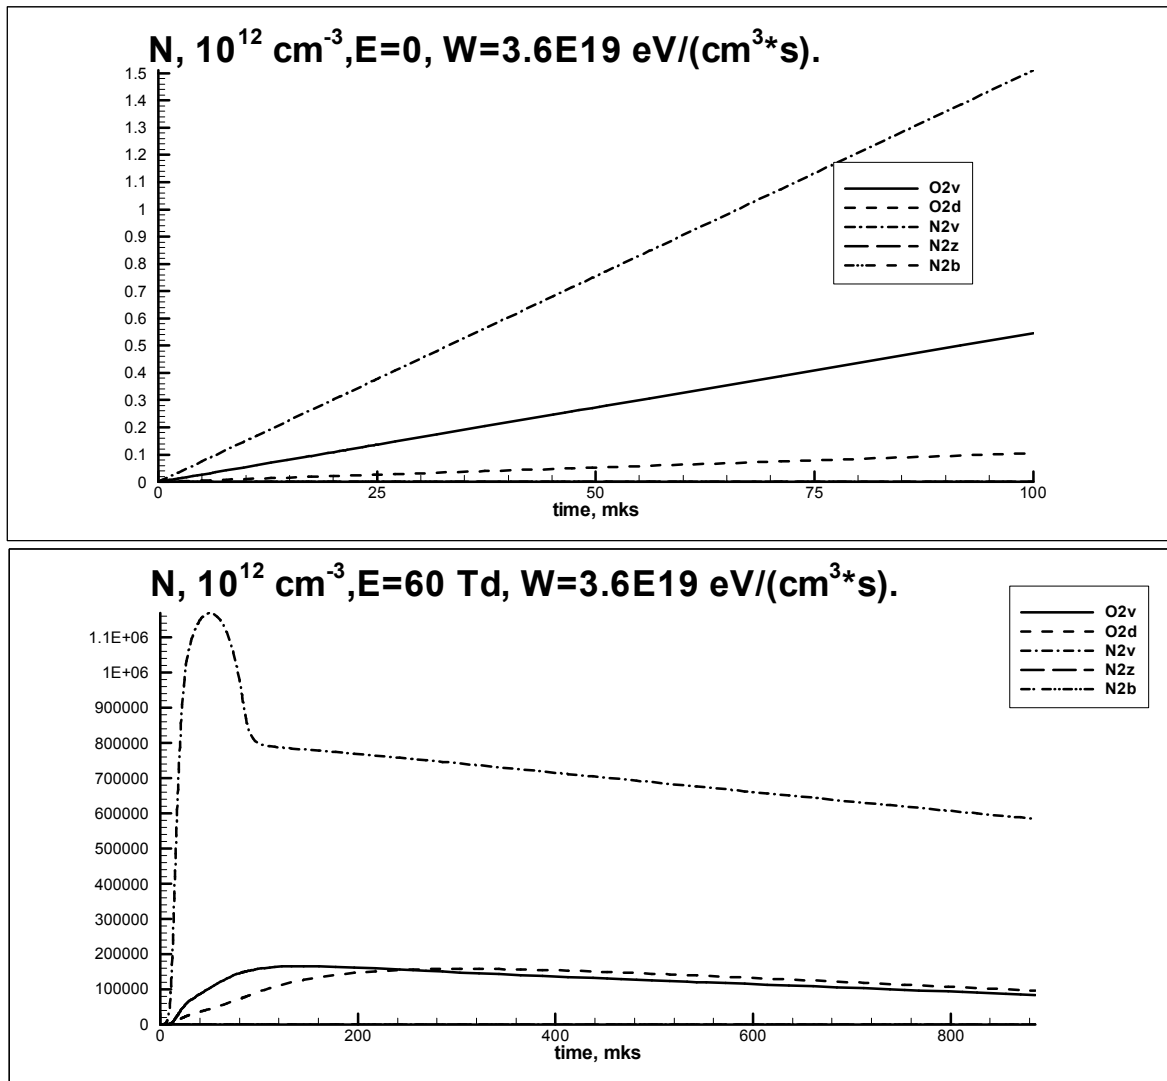 N, 10¹² cm⁻³,E=0, W=3.6E19 eV/(cm³*s).
1.5
1.4
1.3
1.2
1.1
1
0.9
0.8
0.7
0.6
0.5
0.4
0.3
0.2
0.1
0
O2v
O2d
N2v
N2z
N2b
0 25 50 75 100
time, mks
N, 10¹² cm⁻³,E=60 Td, W=3.6E19 eV/(cm³*s).
O2v
O2d
N2v
N2z
N2b
1.1E+06
1E+06
900000
800000
700000
600000
500000
400000
300000
200000
100000
0
0 200 400 600 800
time, mks